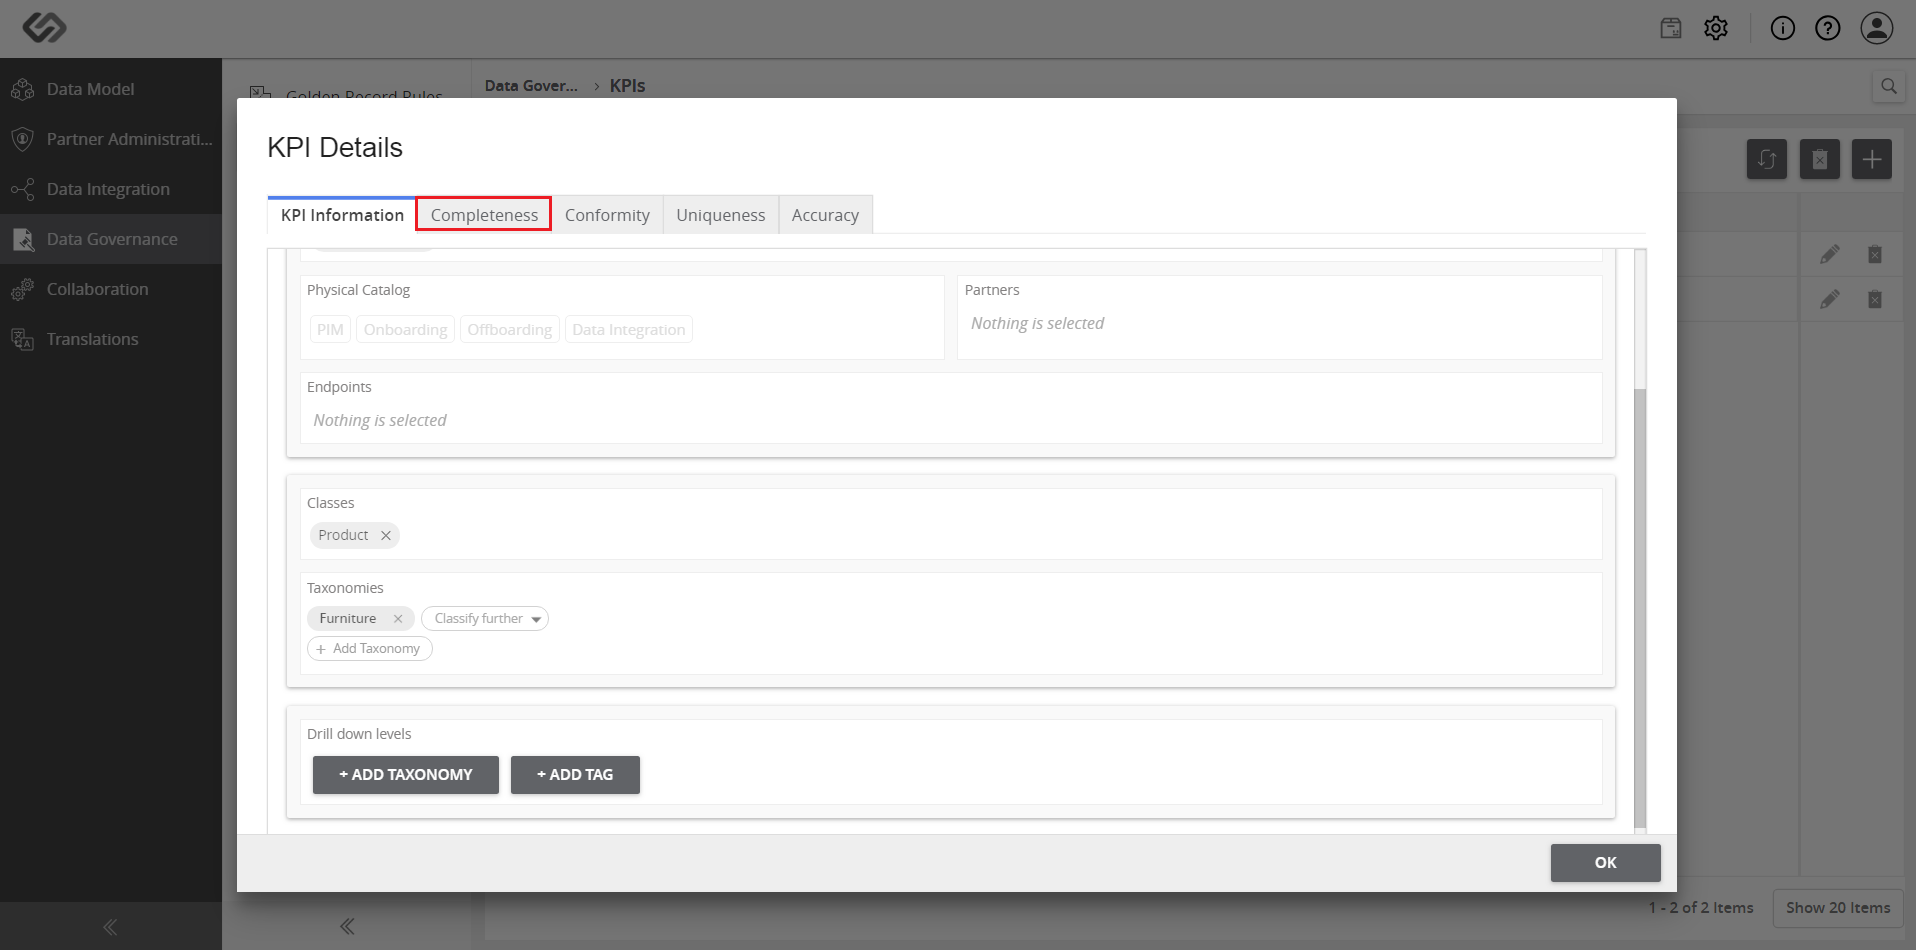 Data Model
Partner Administrati...
Data Integration
Data Governance
Collaboration
Translations
Golden Record Rules
Data Gover... › KPIs
KPI Details
KPI Information Completeness Conformity Uniqueness Accuracy
Physical Catalog
PIM Onboarding Offboarding Data Integration
Partners
Nothing is selected
Endpoints
Nothing is selected
Classes
Product ×
Taxonomies
Furniture × Classify further
+ Add Taxonomy
Drill down levels
+ ADD TAXONOMY + ADD TAG
OK
1 - 2 of 2 Items Show 20 Items